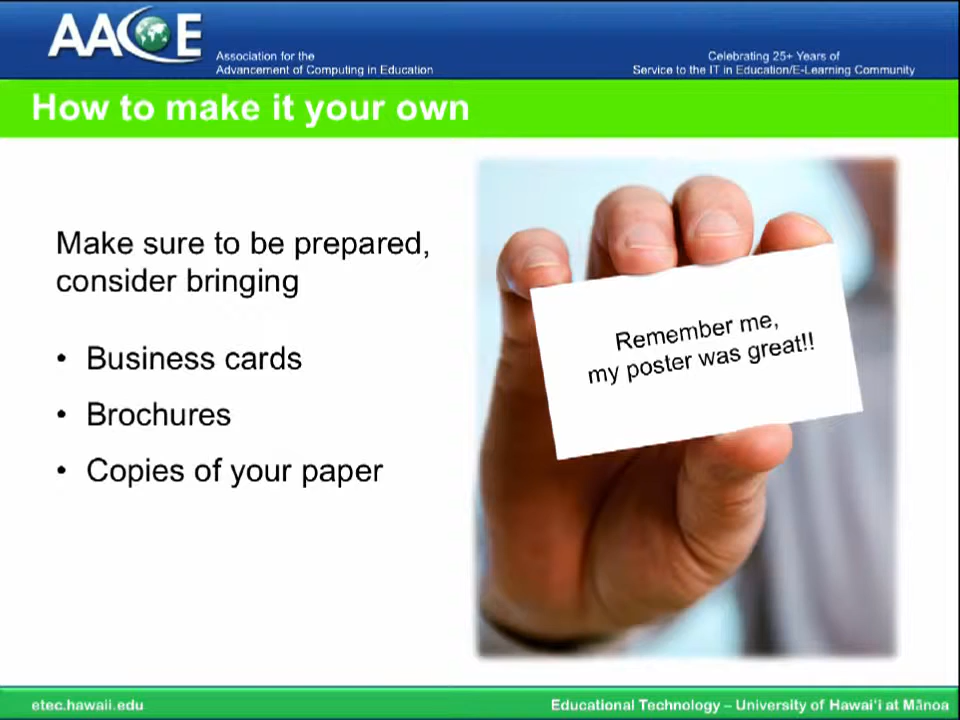 AACE
Association for the
Advancement of Computing in Education
Celebrating 25+ Years of
Service to the IT in Education/E-Learning Community
How to make it your own
Make sure to be prepared,
consider bringing
• Business cards
• Brochures
• Copies of your paper
Remember me,
my poster was great!!
etec.hawaii.edu
Educational Technology – University of Hawai‘i at Mānoa